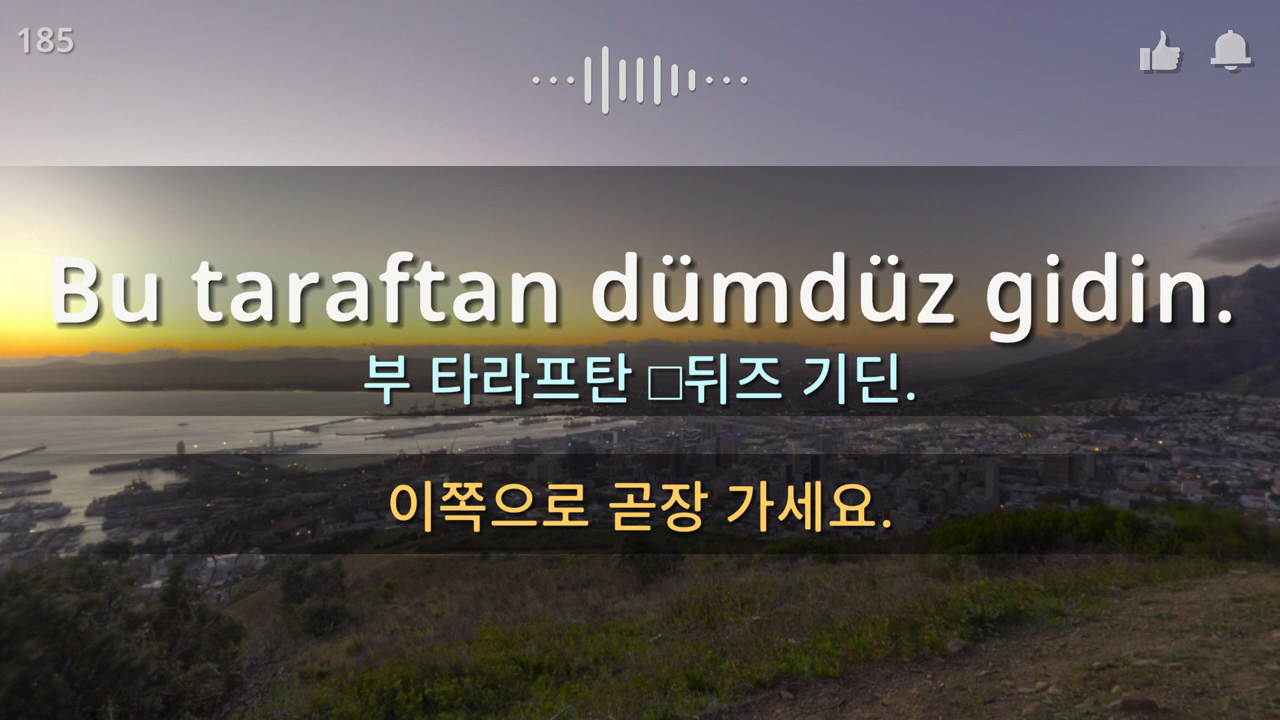 185
Bu taraftan dümdüz gidin.
부 타라프탄 □뒤즈 기딘.
이쪽으로 곧장 가세요.